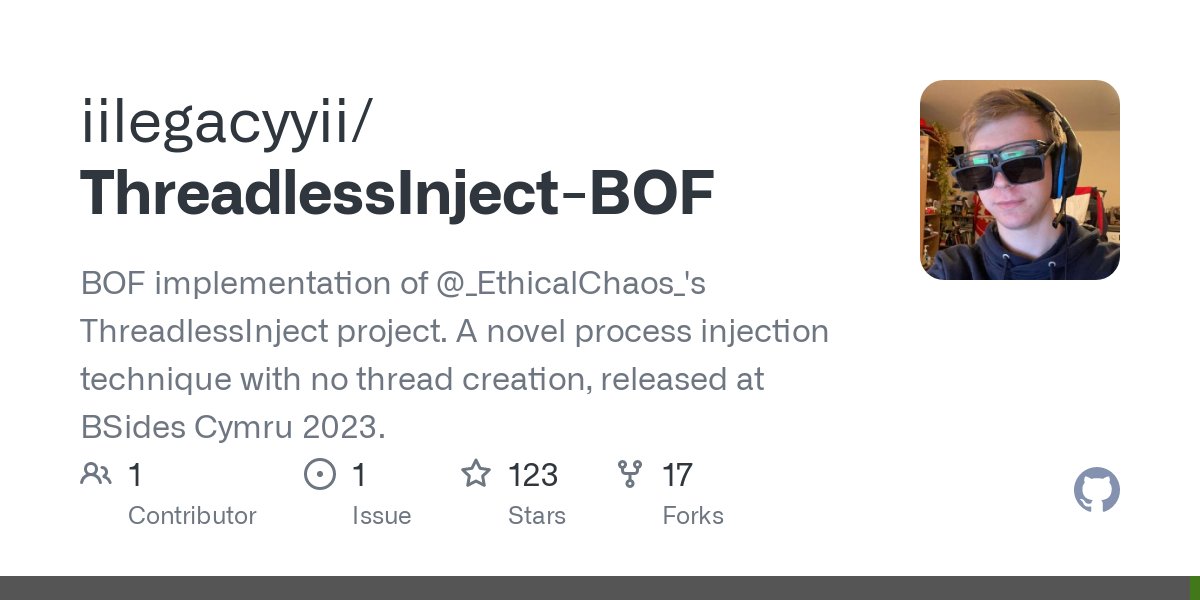 iilegacyyii/
ThreadlessInject-BOF
BOF implementation of @_EthicalChaos_'s
ThreadlessInject project. A novel process injection
technique with no thread creation, released at
BSides Cymru 2023.
1
Contributor
1
Issue
123
Stars
17
Forks